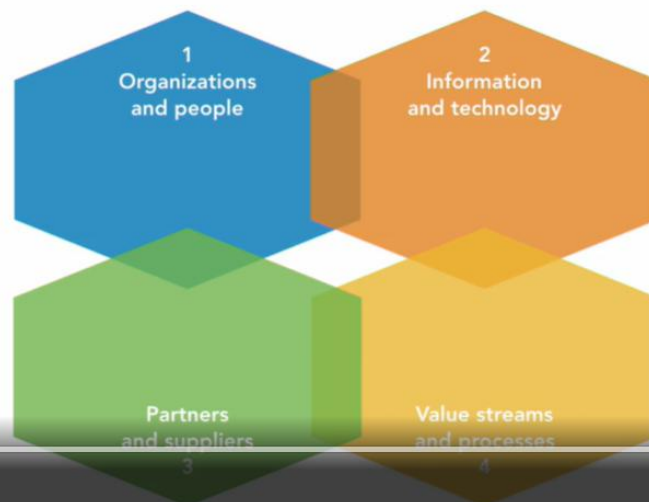 1
Organizations
and people
2
Information
and technology
Partners
and suppliers
3
Value streams
and processes
4